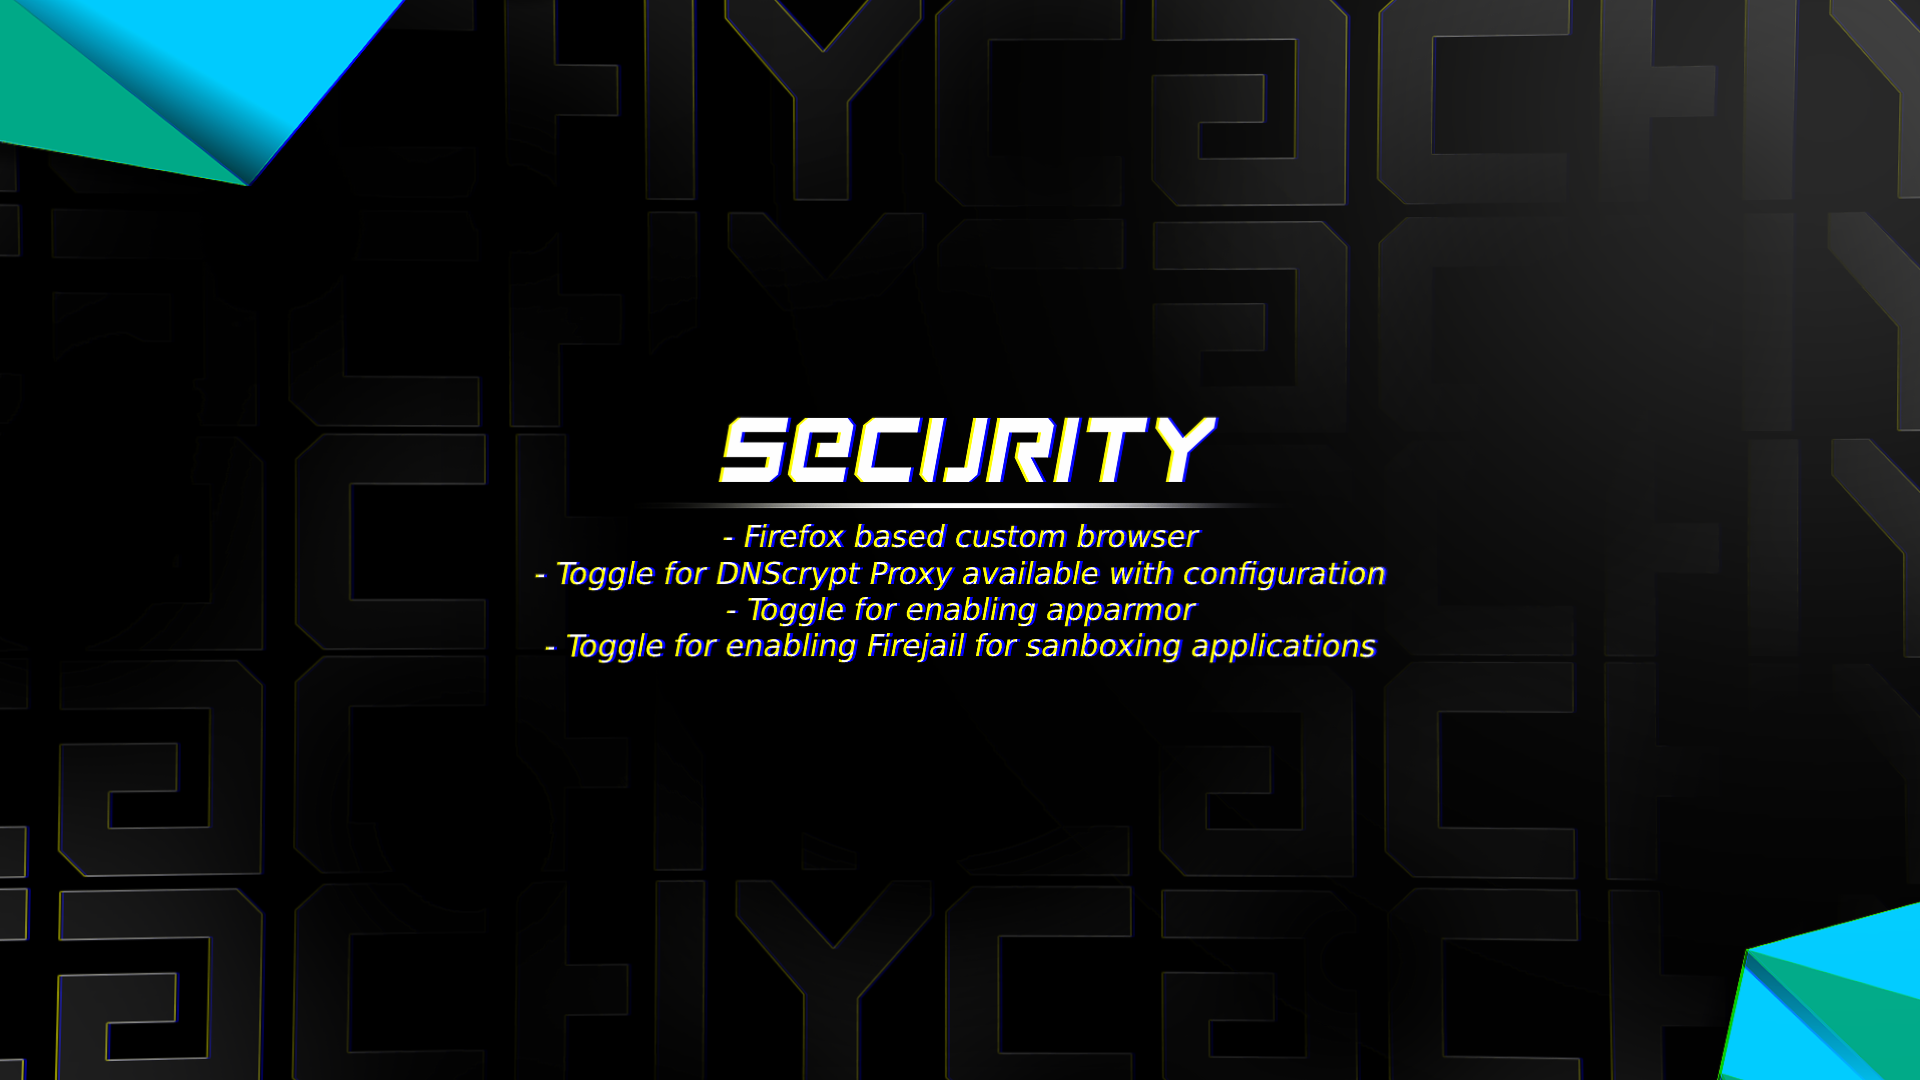 SECURITY
- Firefox based custom browser
- Toggle for DNScrypt Proxy available with configuration
- Toggle for enabling apparmor
- Toggle for enabling Firejail for sanboxing applications